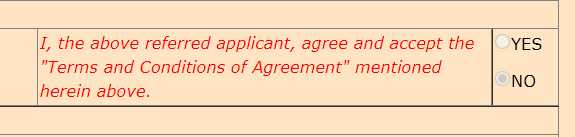 I, the above referred applicant, agree and accept the
"Terms and Conditions of Agreement" mentioned
herein above.
YES
NO